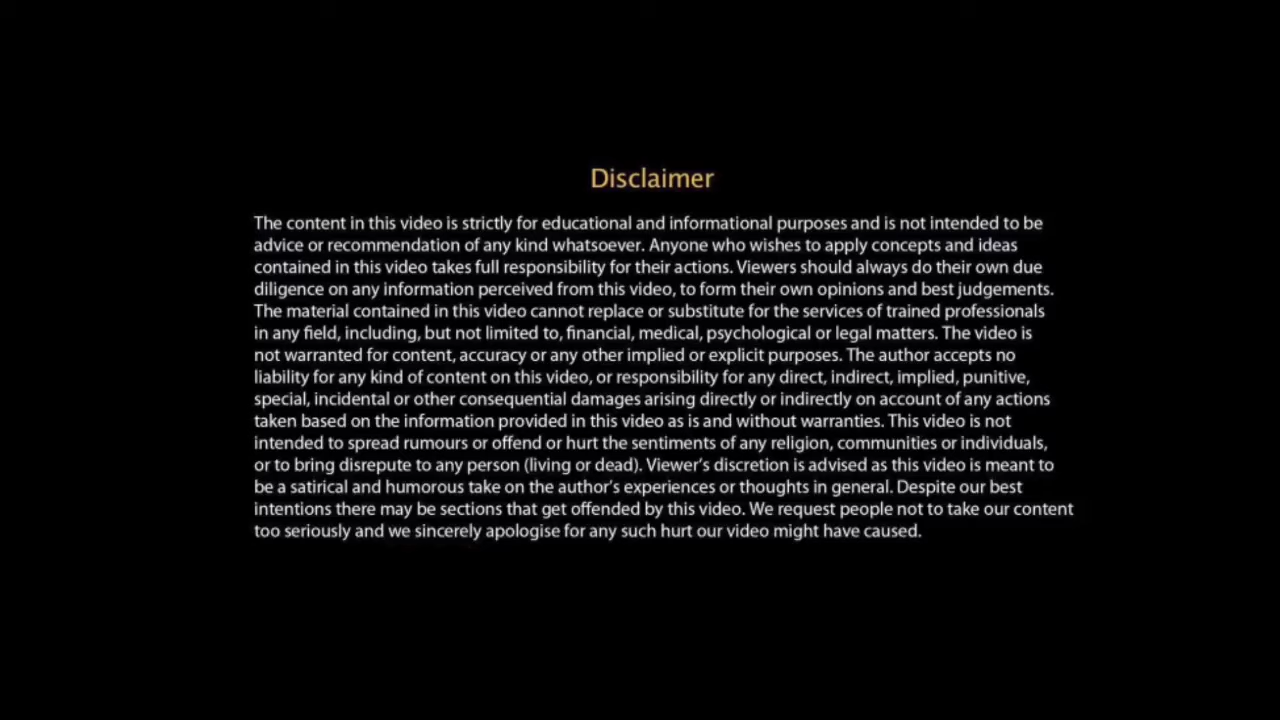 Disclaimer
The content in this video is strictly for educational and informational purposes and is not intended to be
advice or recommendation of any kind whatsoever. Anyone who wishes to apply concepts and ideas
contained in this video takes full responsibility for their actions. Viewers should always do their own due
diligence on any information perceived from this video, to form their own opinions and best judgements.
The material contained in this video cannot replace or substitute for the services of trained professionals
in any field, including, but not limited to, financial, medical, psychological or legal matters. The video is
not warranted for content, accuracy or any other implied or explicit purposes. The author accepts no
liability for any kind of content on this video, or responsibility for any direct, indirect, implied, punitive,
special, incidental or other consequential damages arising directly or indirectly on account of any actions
taken based on the information provided in this video as is and without warranties. This video is not
intended to spread rumours or offend or hurt the sentiments of any religion, communities or individuals,
or to bring disrepute to any person (living or dead). Viewer's discretion is advised as this video is meant to
be a satirical and humorous take on the author's experiences or thoughts in general. Despite our best
intentions there may be sections that get offended by this video. We request people not to take our content
too seriously and we sincerely apologise for any such hurt our video might have caused.